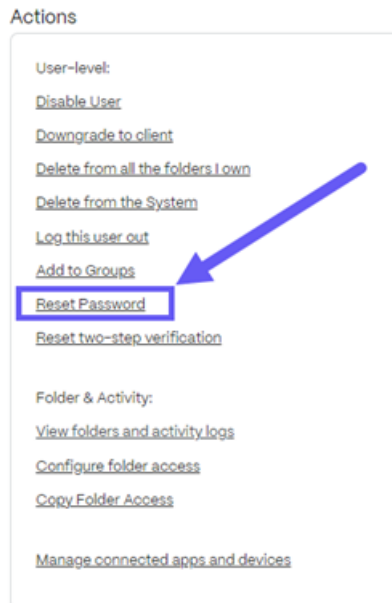 Actions
User-level:
Disable User
Downgrade to client
Delete from all the folders I own
Delete from the System
Log this user out
Add to Groups
Reset Password
Reset two-step verification
Folder & Activity:
View folders and activity logs
Configure folder access
Copy Folder Access
Manage connected apps and devices